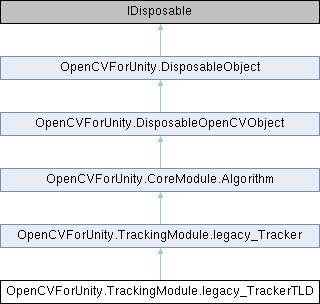 IDisposable
OpenCVForUnity.DisposableObject
OpenCVForUnity.DisposableOpenCVObject
OpenCVForUnity.CoreModule.Algorithm
OpenCVForUnity.TrackingModule.legacy_Tracker
OpenCVForUnity.TrackingModule.legacy_TrackerTLD